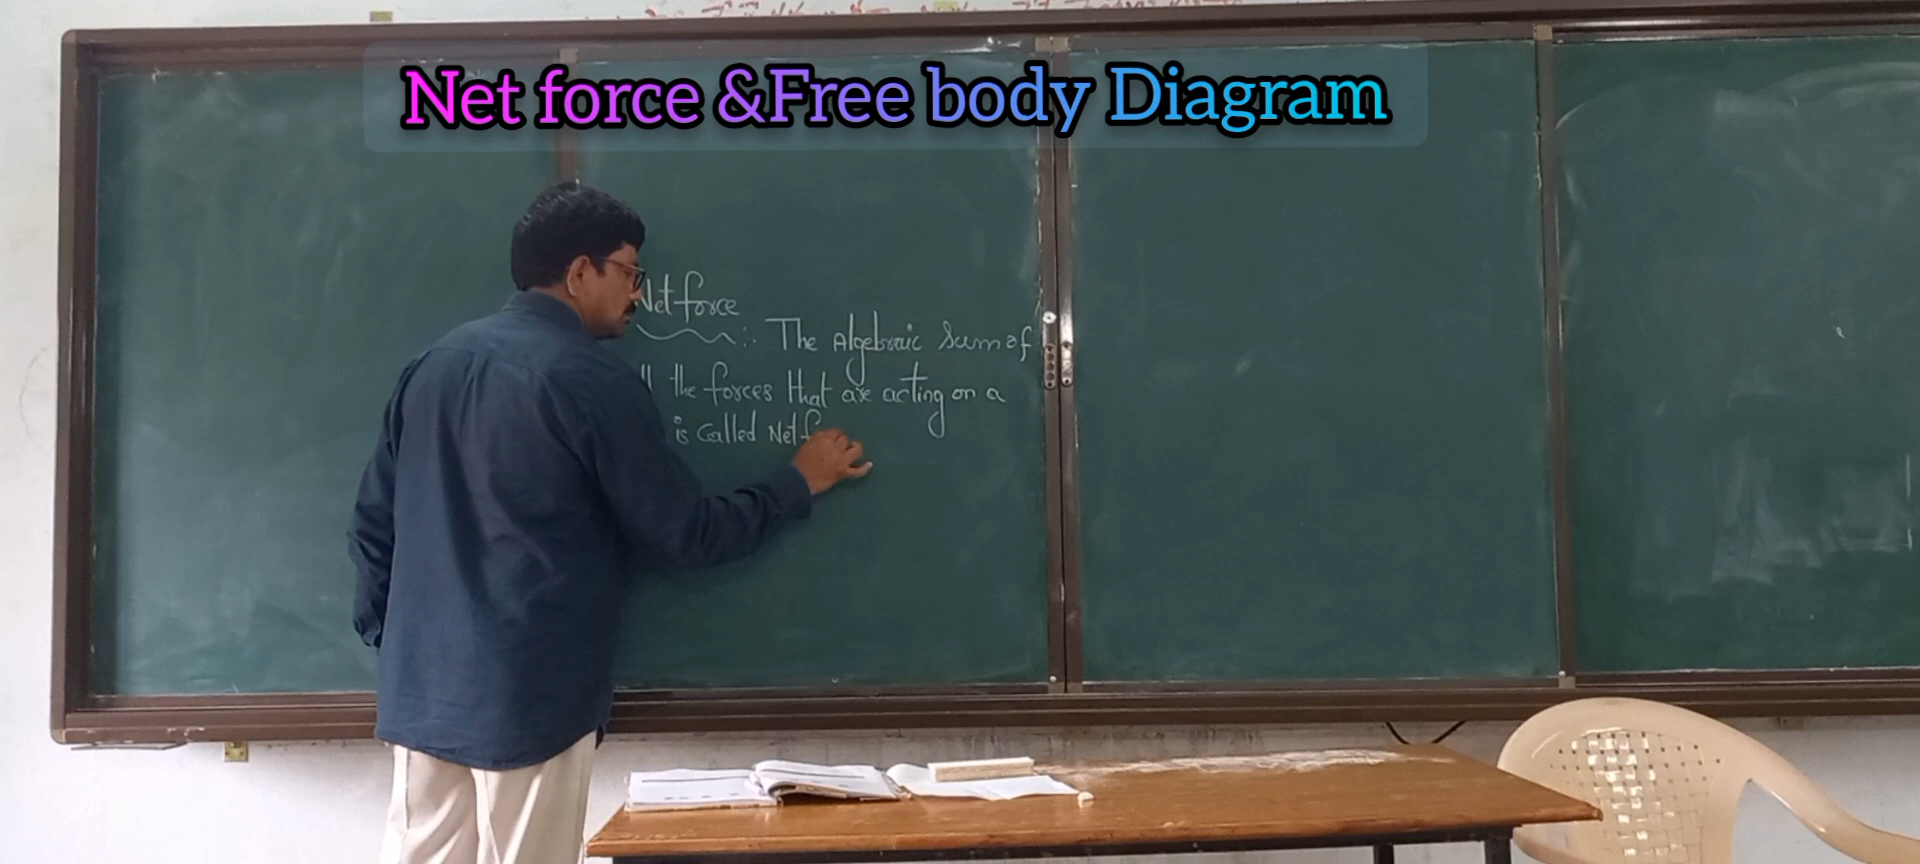 Net force &Free body Diagram
Net force
:. The Algebraic Sum of
the forces that are acting on a
is called Net f